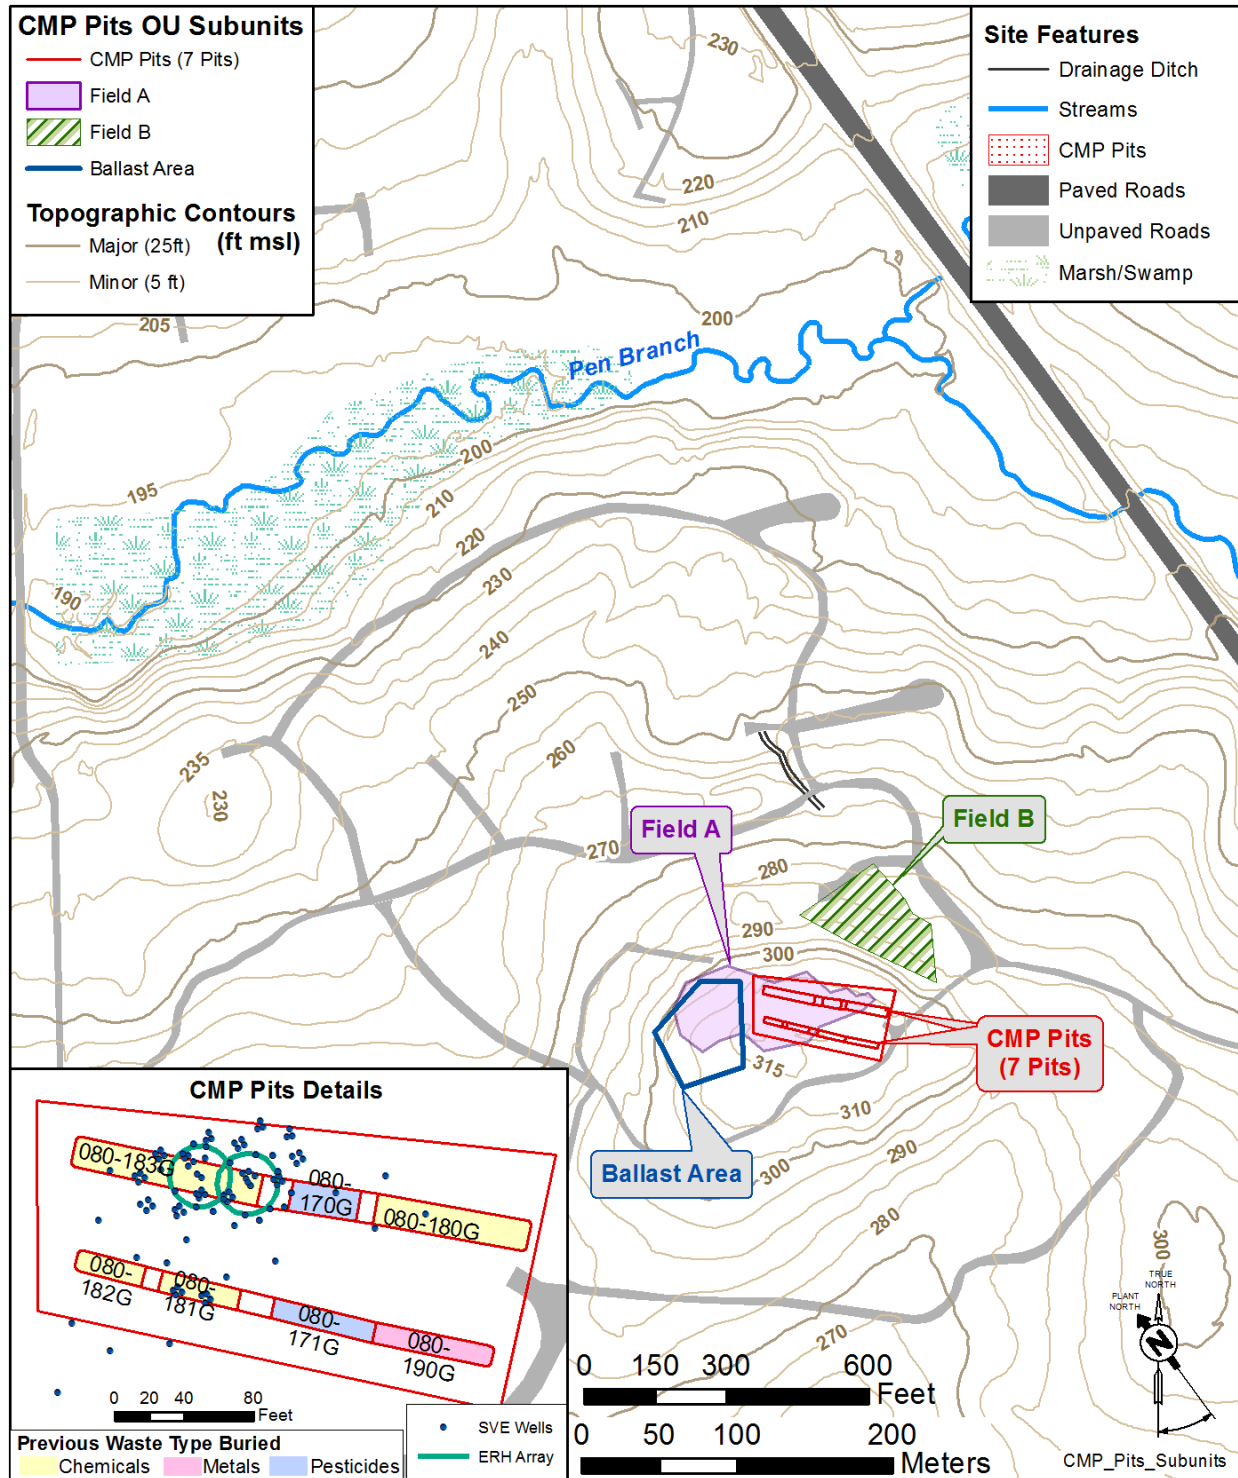 CMP Pits OU Subunits
CMP Pits (7 Pits)
Field A
Field B
Ballast Area
Topographic Contours
(ft msl)
Major (25ft)
Minor (5 ft)
Site Features
Drainage Ditch
Streams
CMP Pits
Paved Roads
Unpaved Roads
Marsh/Swamp
230
220
210
205
200
Pen Branch
200
195
210
220
190
230
240
250
235
260
230
Field A
Field B
270
280
290
300
CMP Pits
(7 Pits)
315
310
290
Ballast Area
300
280
300
270
CMP Pits Details
080-183G
080-
170G
080-180G
080-
182G
080-
181G
080-
171G
080-
190G
0 20 40 80
Feet
SVE Wells
ERH Array
Previous Waste Type Buried
Chemicals
Metals
Pesticides
0 150 300 600
Feet
0 50 100 200
Meters
TRUE
NORTH
PLANT
NORTH
N
CMP_Pits_Subunits